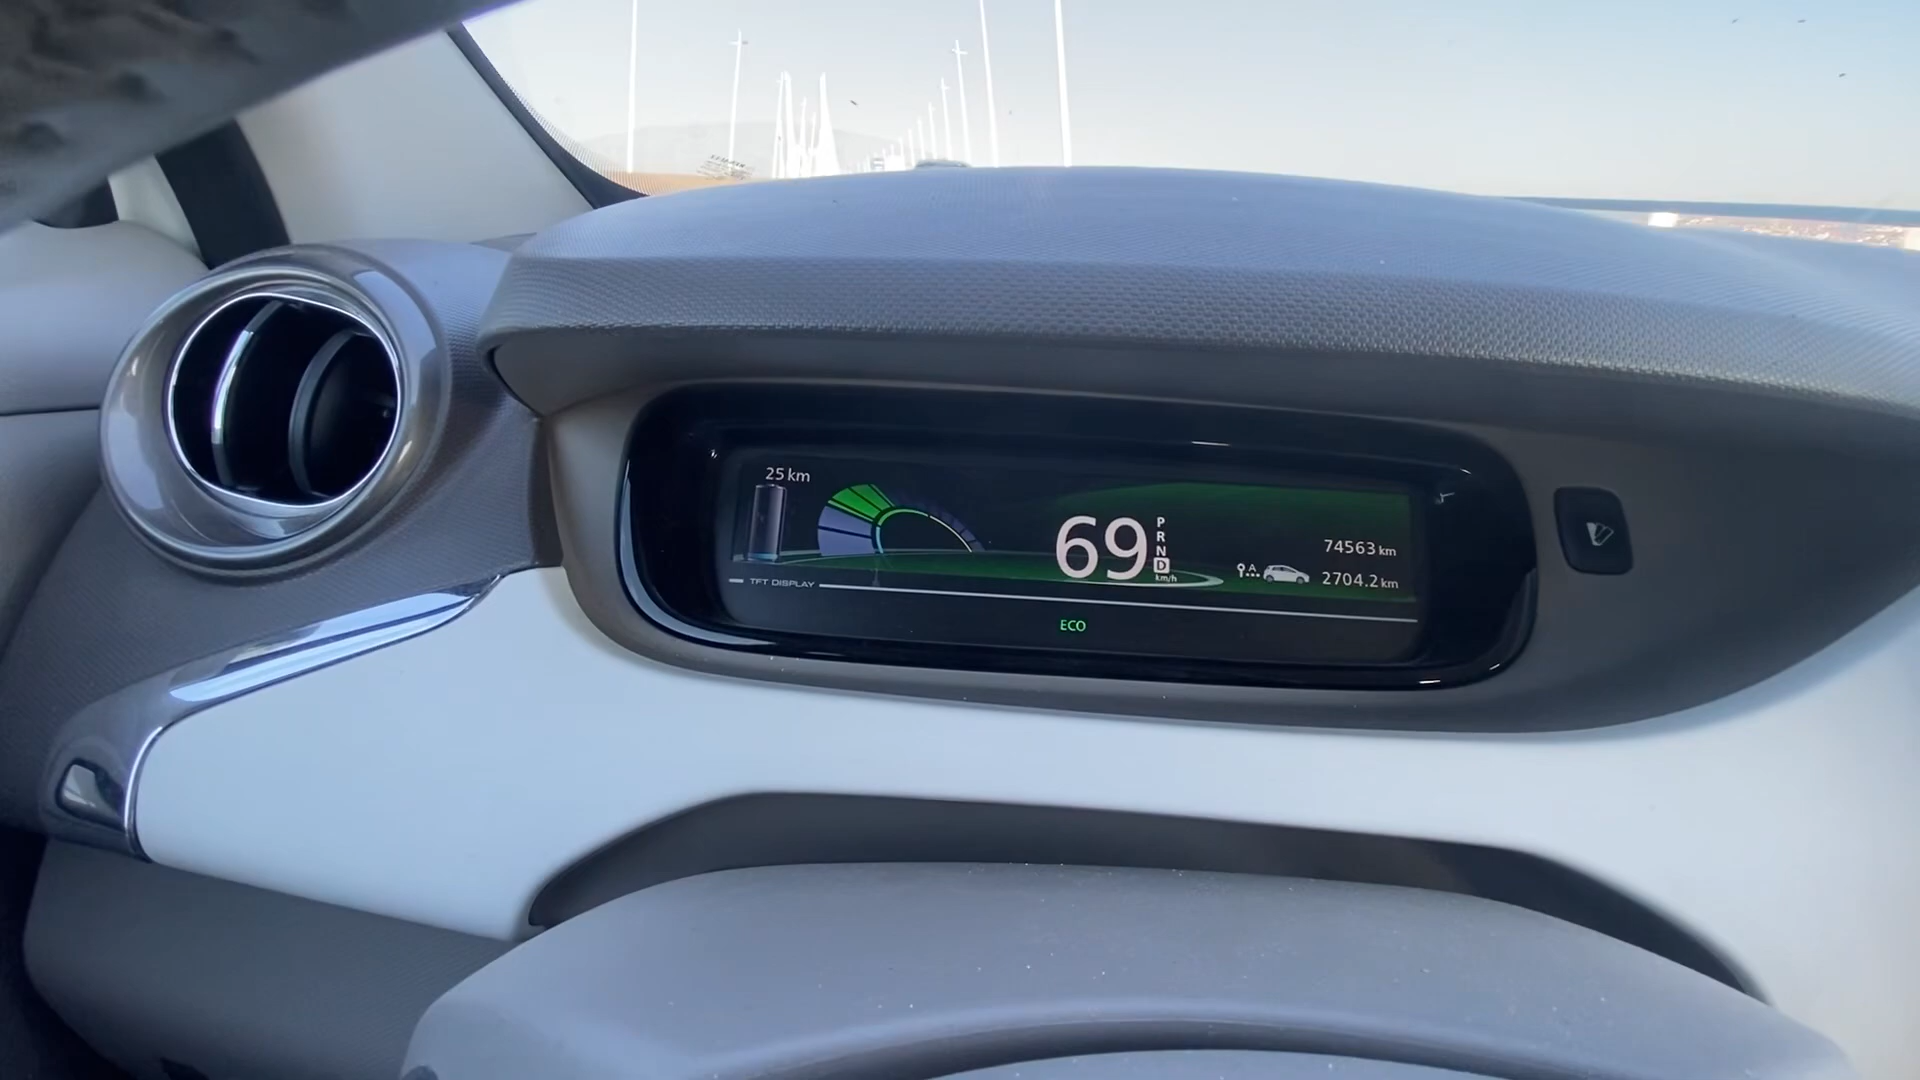 25 km
69
P
R
N
D
km/h
74563 km
A
2704.2 km
TFT DISPLAY
ECO